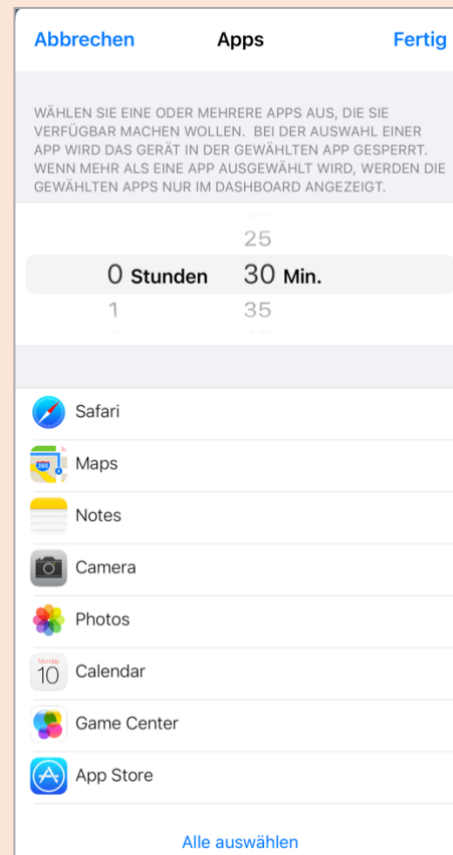 Abbrechen Apps Fertig
WÄHLEN SIE EINE ODER MEHRERE APPS AUS, DIE SIE
VERFÜGBAR MACHEN WOLLEN. BEI DER AUSWAHL EINER
APP WIRD DAS GERÄT IN DER GEWÄHLTEN APP GESPERRT.
WENN MEHR ALS EINE APP AUSGEWÄHLT WIRD, WERDEN DIE
GEWÄHLTEN APPS NUR IM DASHBOARD ANGEZEIGT.
25
0 Stunden 30 Min.
1 35
Safari
280
Maps
Notes
Camera
Photos
Monday
10
Calendar
Game Center
App Store
Alle auswählen